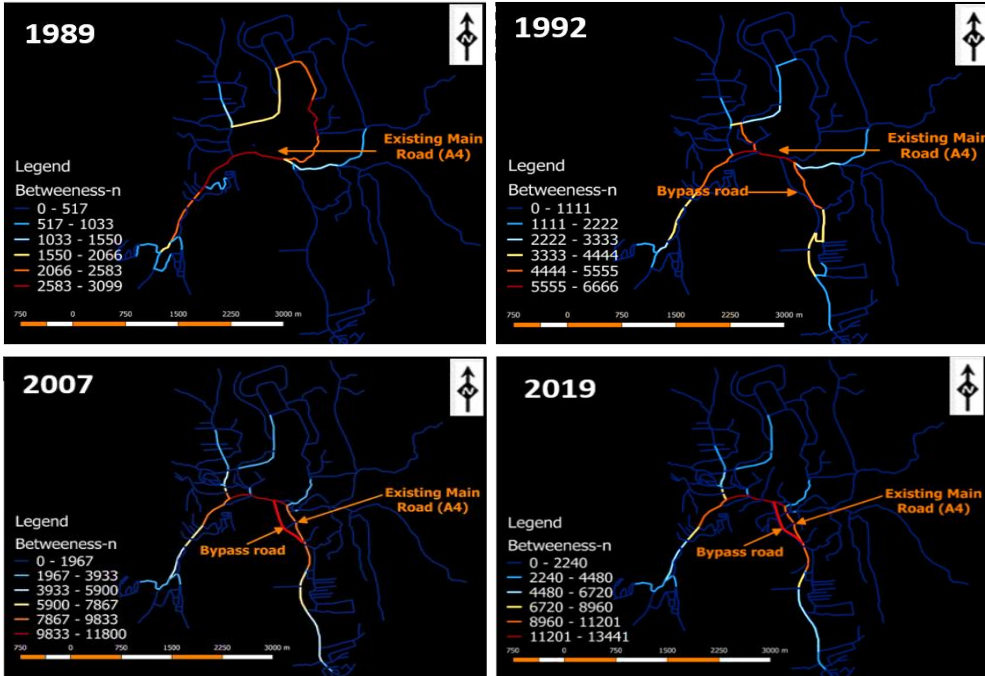 1989
N
Existing Main
Road (A4)
Legend
Betweeness-n
0 - 517
517 - 1033
1033 - 1550
1550 - 2066
2066 - 2583
2583 - 3099
750 0 750 1500 2250 3000 m
1992
N
Existing Main
Road (A4)
Bypass road
Legend
Betweeness-n
0 - 1111
1111 - 2222
2222 - 3333
3333 - 4444
4444 - 5555
5555 - 6666
750 0 750 1500 2250 3000 m
2007
N
Existing Main
Road (A4)
Bypass road
Legend
Betweeness-n
0 - 1967
1967 - 3933
3933 - 5900
5900 - 7867
7867 - 9833
9833 - 11800
750 0 750 1500 2250 3000 m
2019
N
Existing Main
Road (A4)
Bypass road
Legend
Betweeness-n
0 - 2240
2240 - 4480
4480 - 6720
6720 - 8960
8960 - 11201
11201 - 13441
750 0 750 1500 2250 3000 m